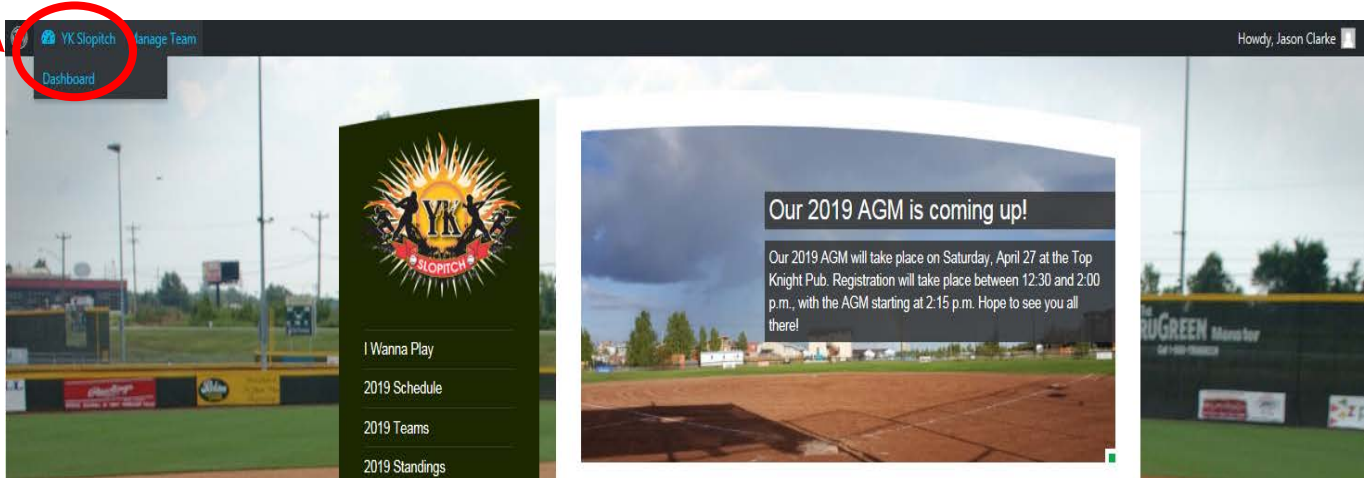 A
YK Slopitch Manage Team
Howdy, Jason Clarke
Dashboard
YK
SLOPITCH
Our 2019 AGM is coming up!
Our 2019 AGM will take place on Saturday, April 27 at the Top
Knight Pub. Registration will take place between 12:30 and 2:00
p.m., with the AGM starting at 2:15 p.m. Hope to see you all
there!
I Wanna Play
2019 Schedule
2019 Teams
2019 Standings
RUGREEN Monster
Rawlings